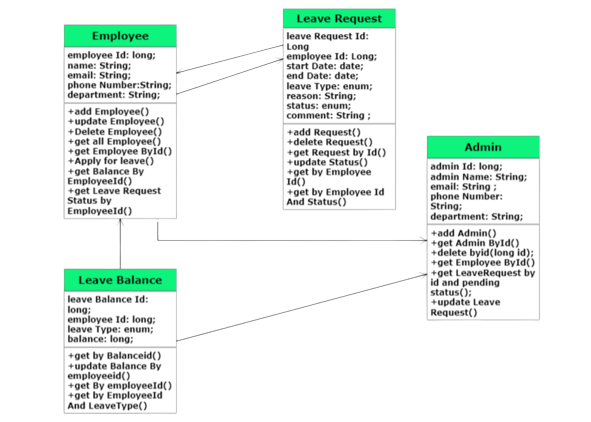 Employee
employee Id: long;
name: String;
email: String;
phone Number:String;
department: String;
+add Employee()
+update Employee()
+Delete Employee()
+get all Employee()
+get Employee ById()
+Apply for leave()
+get Balance By
EmployeeId()
+get Leave Request
Status by
EmployeeId()
Leave Request
leave Request Id:
Long
employee Id: Long;
start Date: date;
end Date: date;
leave Type: enum;
reason: String;
status: enum;
comment: String ;
+add Request()
+delete Request()
+get Request by Id()
+update Status()
+get by Employee
Id()
+get by Employee Id
And Status()
Admin
admin Id: long;
admin Name: String;
email: String ;
phone Number:
String;
department: String;
+add Admin()
+get Admin ById()
+delete byid(long id);
+get Employee ById()
+get LeaveRequest by
id and pending
status();
+update Leave
Request()
Leave Balance
leave Balance Id:
long;
employee Id: long;
leave Type: enum;
balance: long;
+get by Balanceid()
+update Balance By
employeeid()
+get By employeeId()
+get by EmployeeId
And LeaveType()